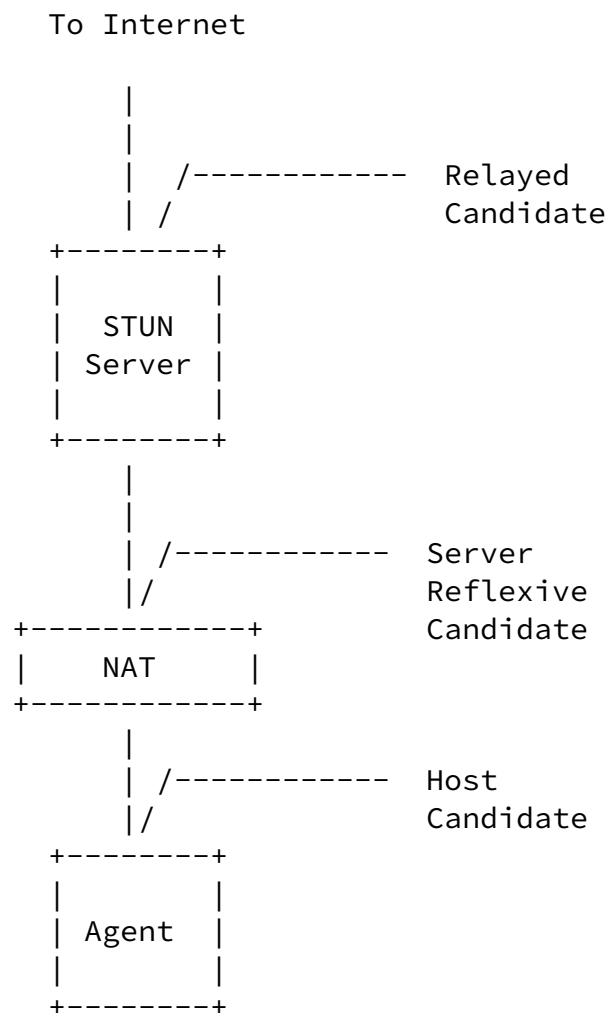 To Internet
Relayed
Candidate
STUN
Server
Server
Reflexive
Candidate
NAT
Host
Candidate
Agent